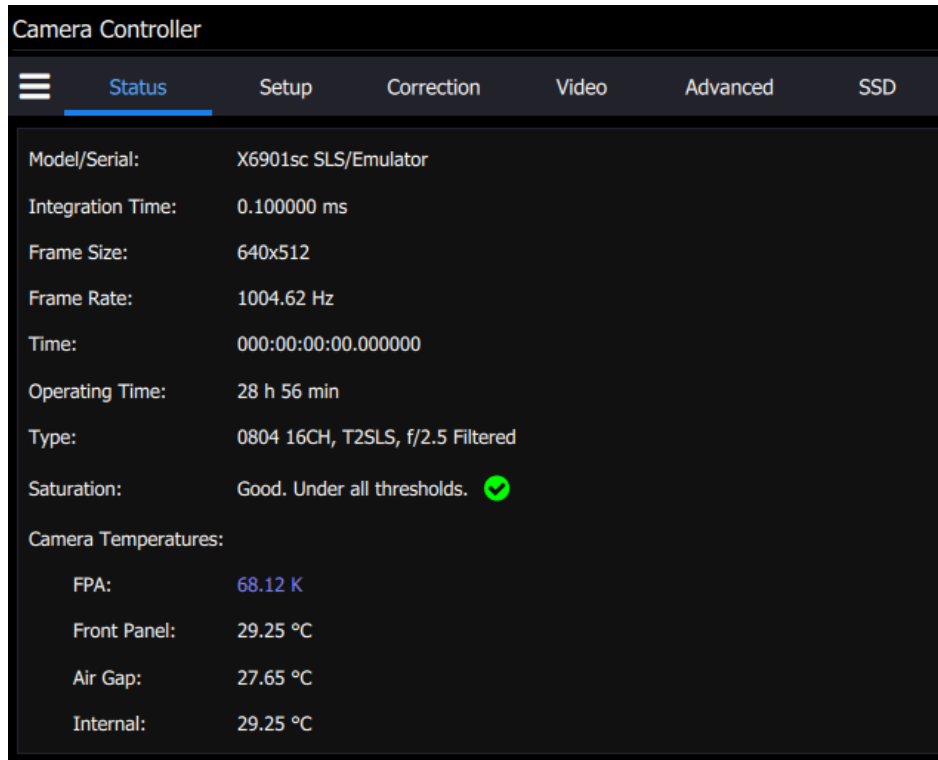 Camera Controller
Status Setup Correction Video Advanced SSD
Model/Serial: X6901sc SLS/Emulator
Integration Time: 0.100000 ms
Frame Size: 640x512
Frame Rate: 1004.62 Hz
Time: 000:00:00:00.000000
Operating Time: 28 h 56 min
Type: 0804 16CH, T2SLS, f/2.5 Filtered
Saturation: Good. Under all thresholds.
Camera Temperatures:
FPA: 68.12 K
Front Panel: 29.25 °C
Air Gap: 27.65 °C
Internal: 29.25 °C